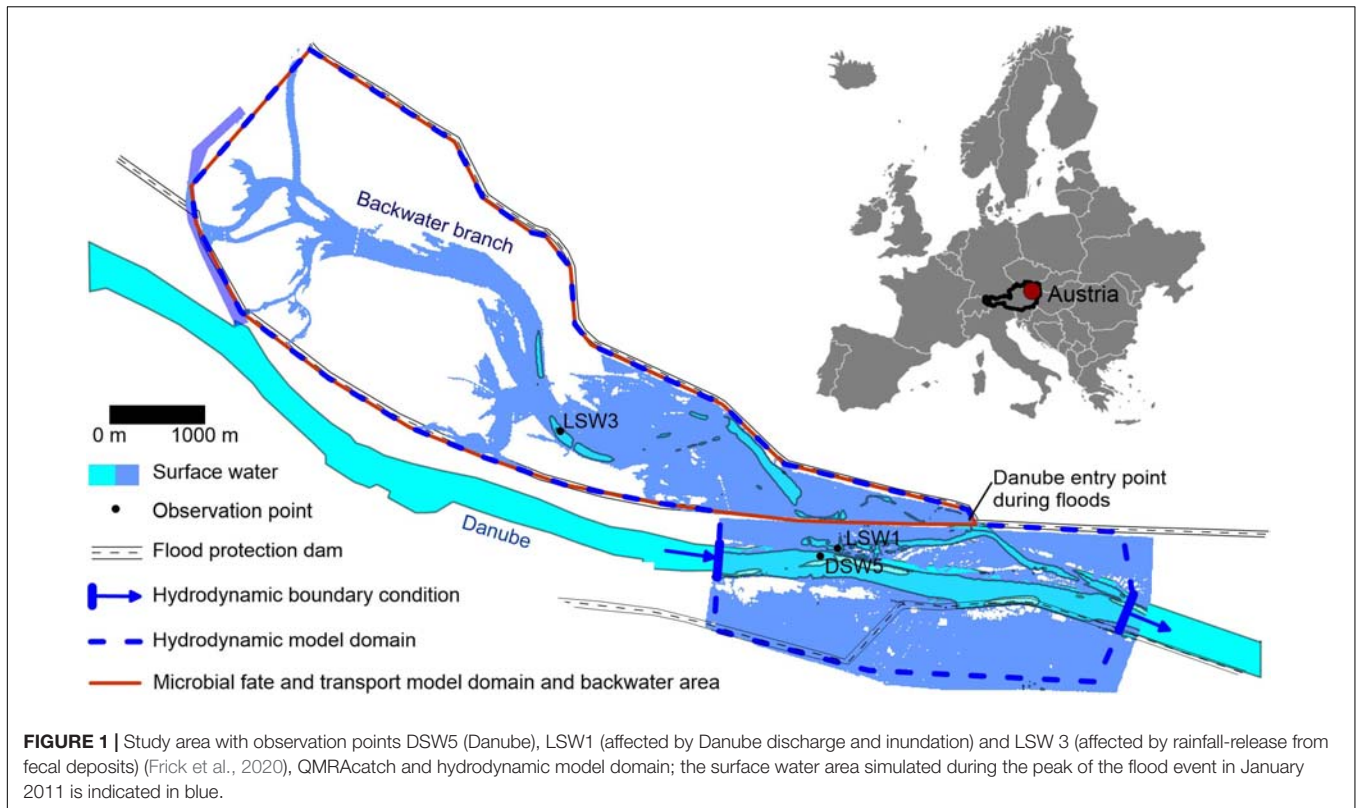 Backwater branch
Austria
LSW3
0 m 1000 m
Surface water
Observation point
Flood protection dam
Hydrodynamic boundary condition
Hydrodynamic model domain
Microbial fate and transport model domain and backwater area
Danube
Danube entry point
during floods
LSW1
DSW5
FIGURE 1 | Study area with observation points DSW5 (Danube), LSW1 (affected by Danube discharge and inundation) and LSW 3 (affected by rainfall-release from
fecal deposits) (Frick et al., 2020), QMRAcatch and hydrodynamic model domain; the surface water area simulated during the peak of the flood event in January
2011 is indicated in blue.